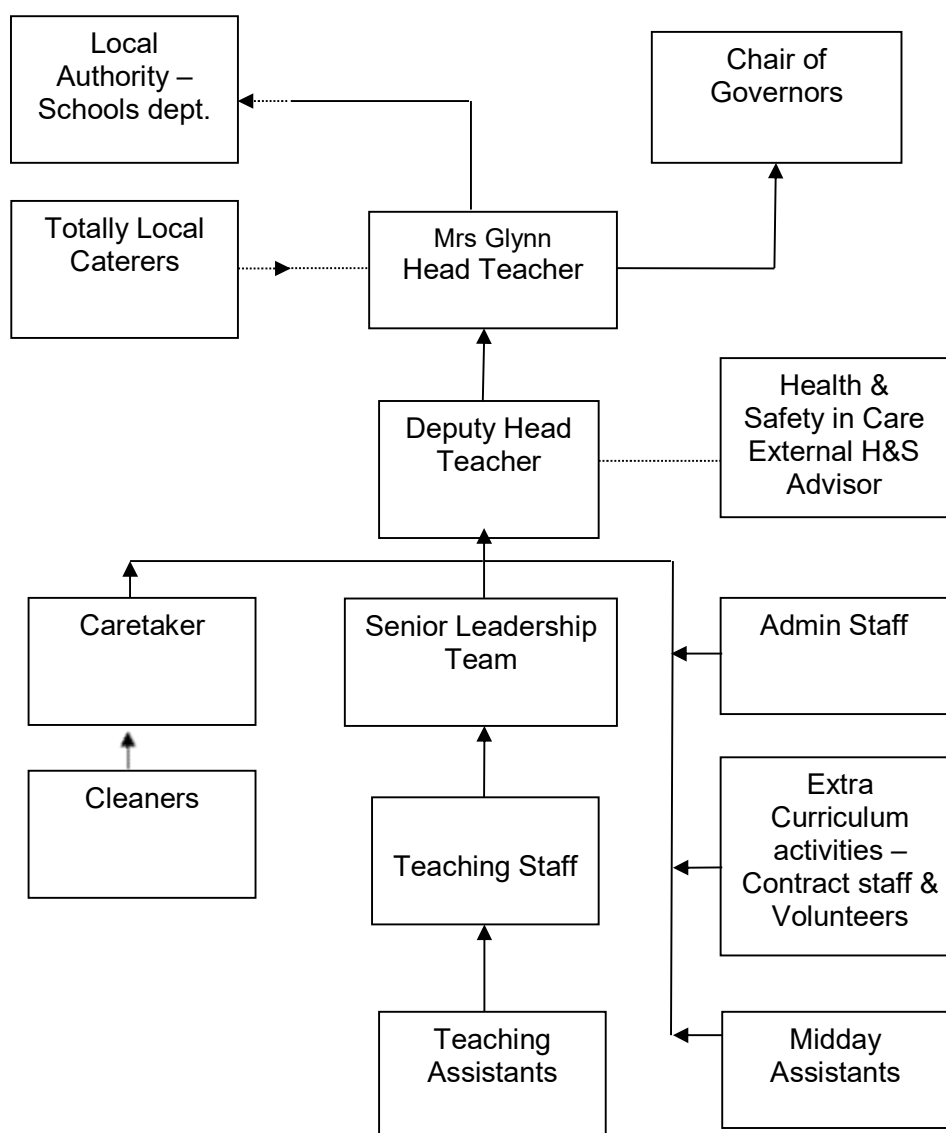 Local
Authority –
Schools dept.
Chair of
Governors
Totally Local
Caterers
Mrs Glynn
Head Teacher
Deputy Head
Teacher
Health &
Safety in Care
External H&S
Advisor
Caretaker
Senior Leadership
Team
Admin Staff
Cleaners
Teaching Staff
Extra
Curriculum
activities –
Contract staff &
Volunteers
Teaching
Assistants
Midday
Assistants